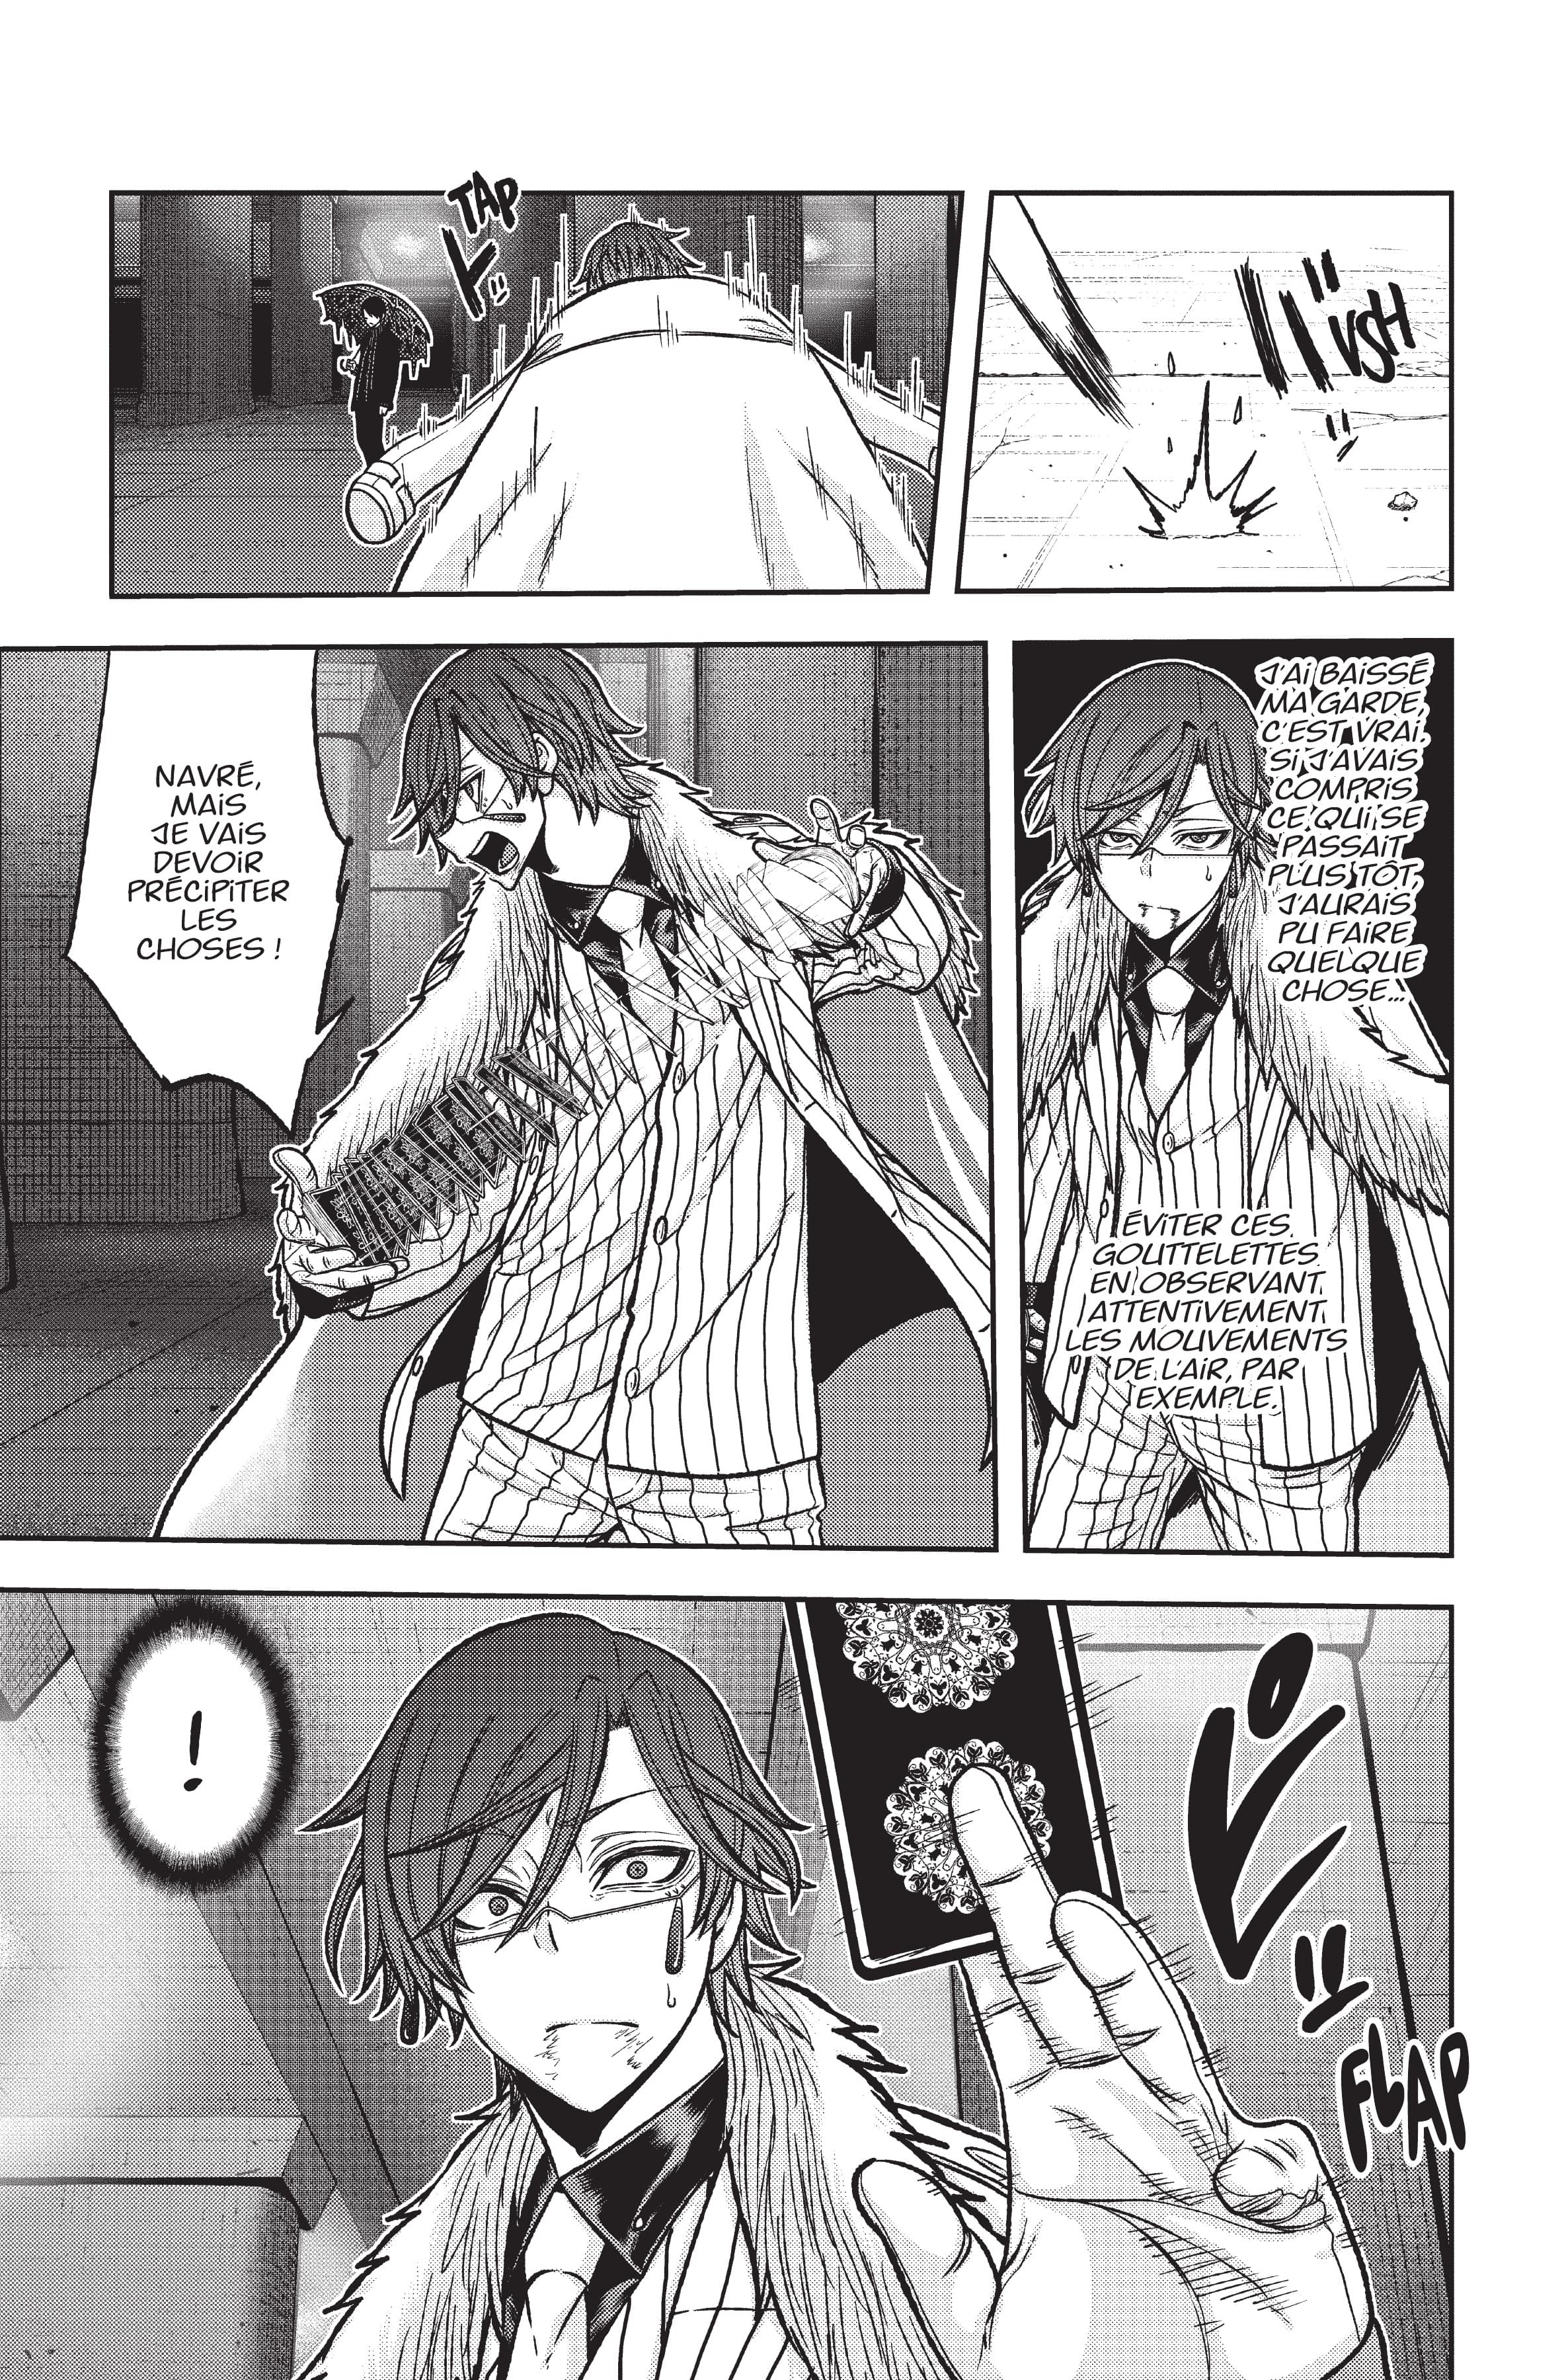 VSH
TAP
ド
J'AI BAISSÉ
MA GARDE,
C'EST VRAI.
SI J'AVAIS
COMPRIS
CE QUI SE
PASSAIT
PLUS TÔT,
J'AURAIS
PU FAIRE
QUELQUE
CHOSE...
ÉVITER CES
GOUTTELETTES
EN OBSERVANT
ATTENTIVEMENT
LES MOUVEMENTS
DE L'AIR, PAR
EXEMPLE.
NAVRÉ,
MAIS
JE VAIS
DEVOIR
PRÉCIPITER
LES
CHOSES !
ピ
FLAP
!